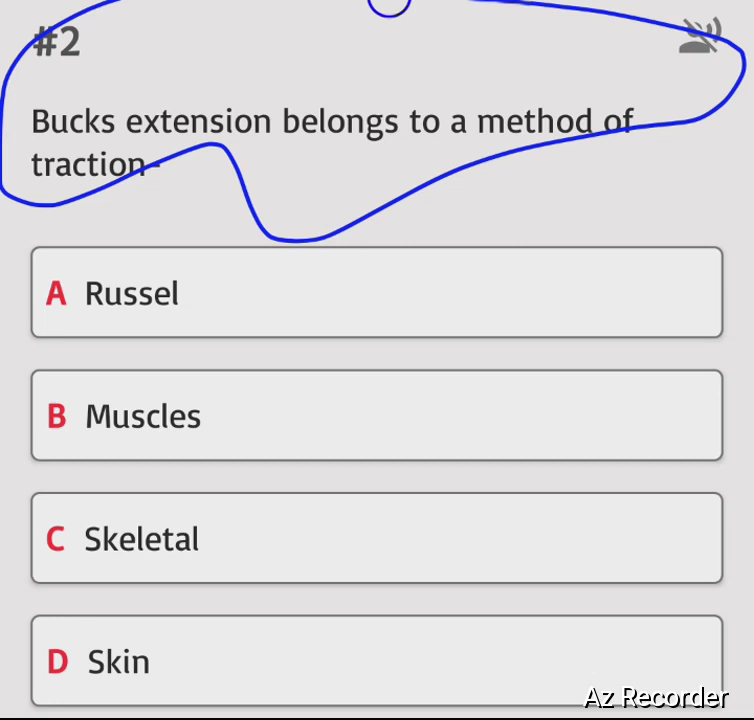 #2
Bucks extension belongs to a method of
traction-
A Russel
B Muscles
C Skeletal
D Skin
Az Recorder